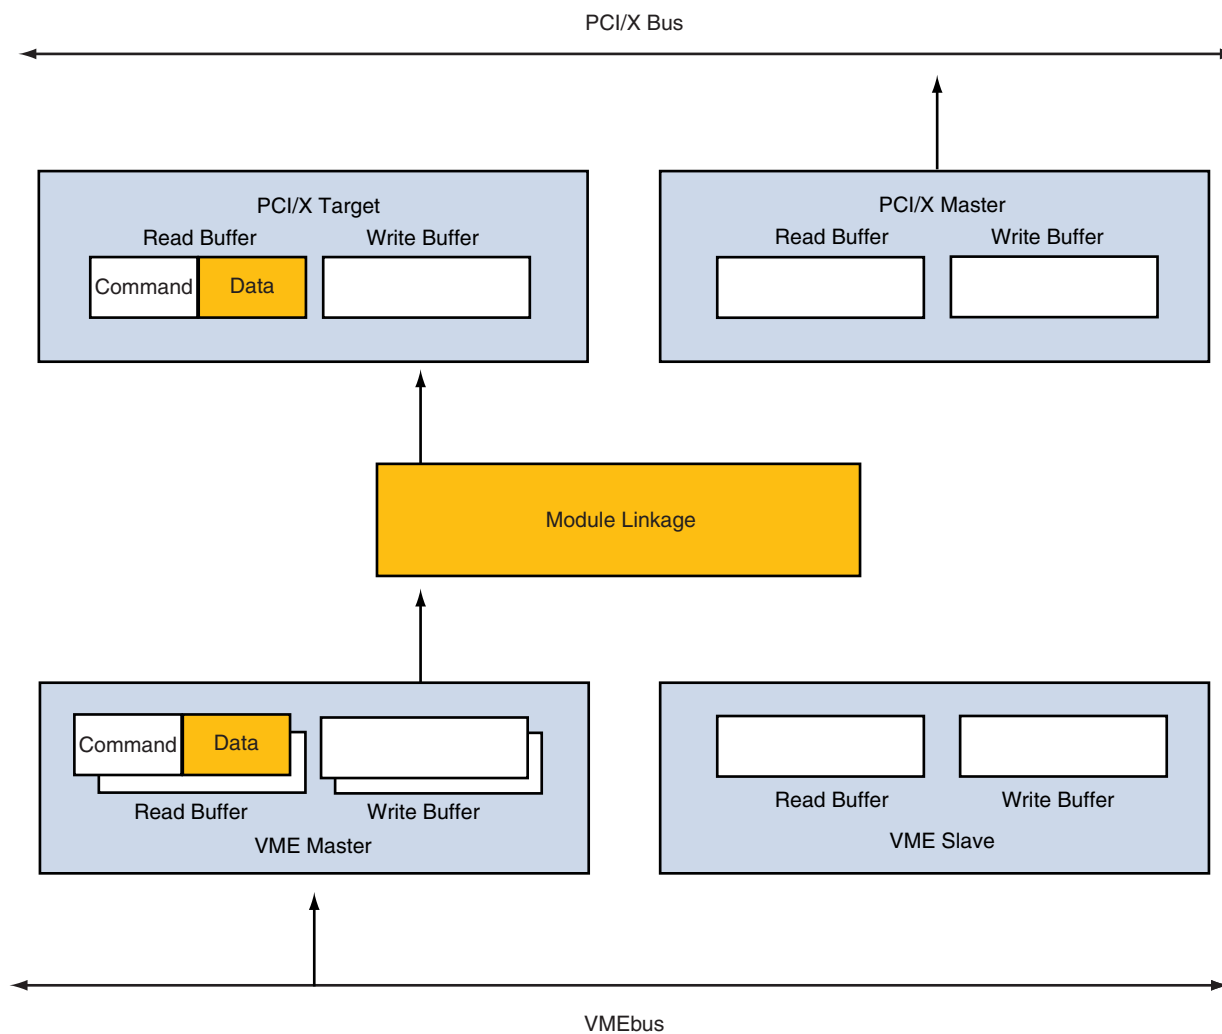 PCI/X Bus
PCI/X Target
Read Buffer Write Buffer
Command Data
PCI/X Master
Read Buffer Write Buffer
Module Linkage
Command Data
Read Buffer Write Buffer
VME Master
Read Buffer Write Buffer
VME Slave
VMEbus